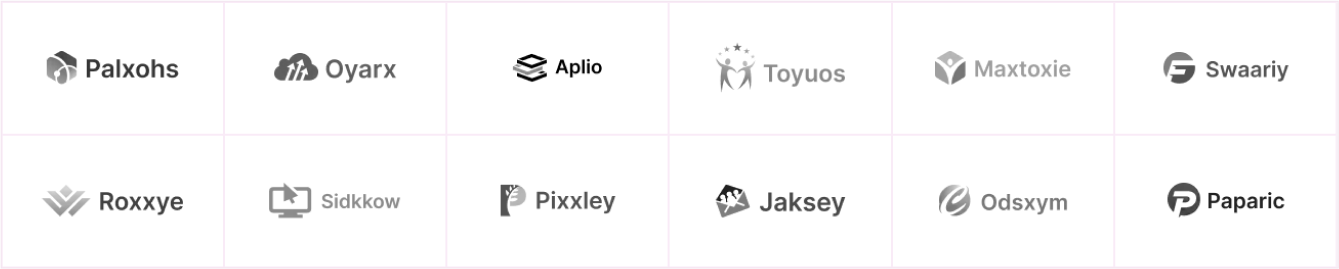 Palxohs
Oyarx
Aplio
Toyuos
Maxtoxie
Swaariy
Roxxye
Sidkkow
Pixxley
Jaksey
Odsxym
Paparic